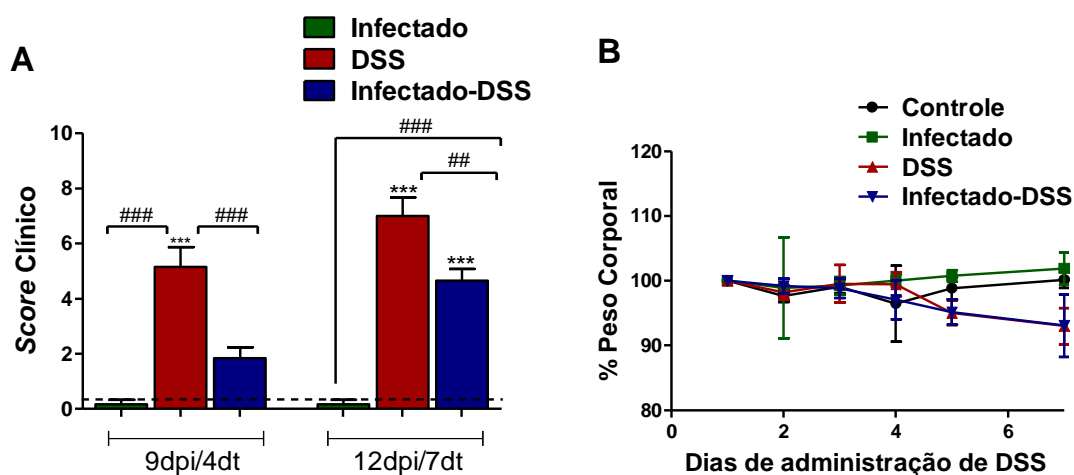 A
Infectado
DSS
Infectado-DSS
Score Clínico
10
8
6
4
2
0
###
***
###
###
***
##
***
9dpi/4dt
12dpi/7dt
B
Controle
Infectado
DSS
Infectado-DSS
% Peso Corporal
120
110
100
90
80
0
2
4
6
Dias de administração de DSS